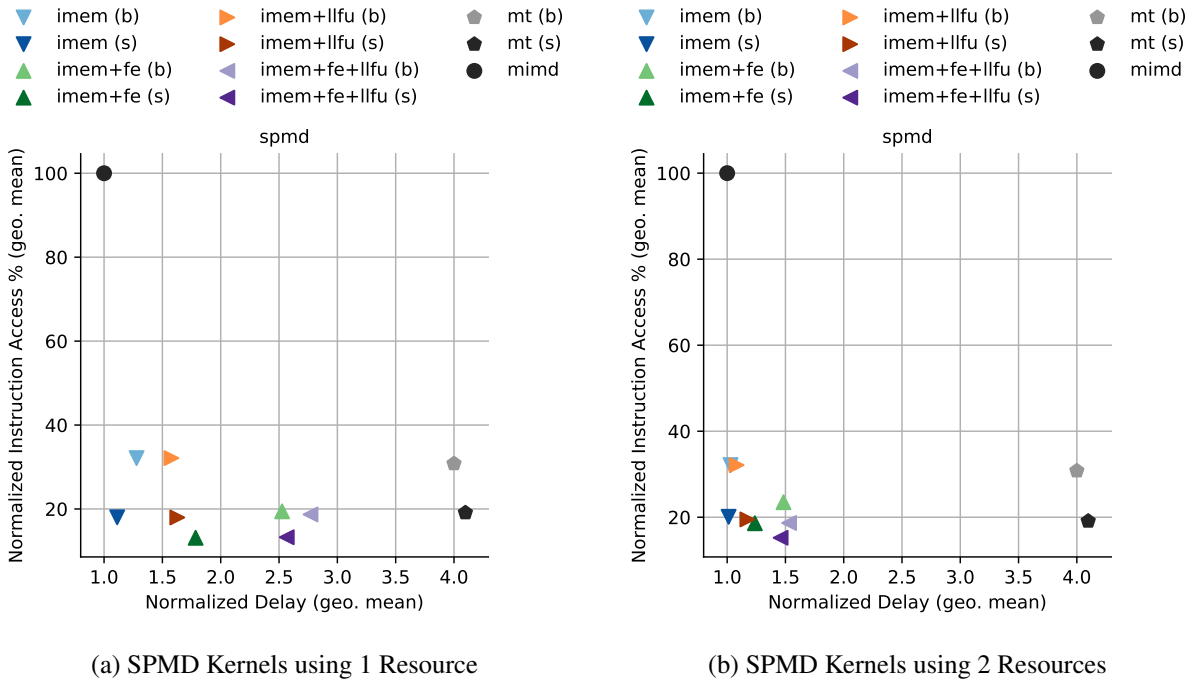 imem (b)
imem (s)
imem+fe (b)
imem+fe (s)
imem+llfu (b)
imem+llfu (s)
imem+fe+llfu (b)
imem+fe+llfu (s)
mt (b)
mt (s)
mimd
spmd
Normalized Instruction Access % (geo. mean)
100
80
60
40
20
1.0 1.5 2.0 2.5 3.0 3.5 4.0
Normalized Delay (geo. mean)
(a) SPMD Kernels using 1 Resource
imem (b)
imem (s)
imem+fe (b)
imem+fe (s)
imem+llfu (b)
imem+llfu (s)
imem+fe+llfu (b)
imem+fe+llfu (s)
mt (b)
mt (s)
mimd
spmd
Normalized Instruction Access % (geo. mean)
100
80
60
40
20
1.0 1.5 2.0 2.5 3.0 3.5 4.0
Normalized Delay (geo. mean)
(b) SPMD Kernels using 2 Resources